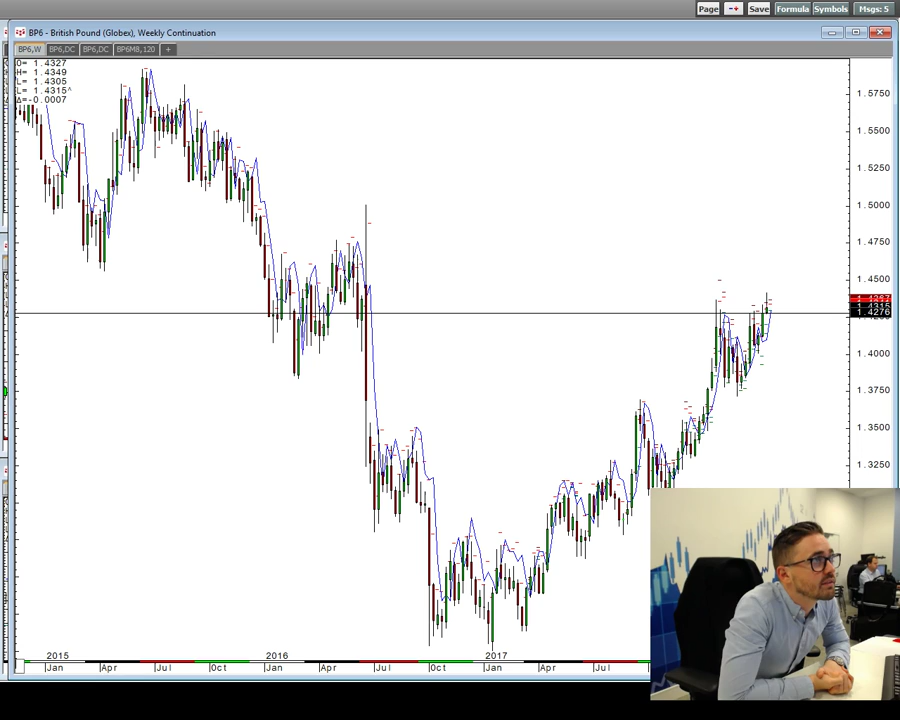 Page -+ Save Formula Symbols Msgs: 5
BP6 - British Pound (Globex), Weekly Continuation
BP6,W BP6,DC BP6,DC BP6M8,120 +
O= 1.4327
H= 1.4349
L= 1.4305
L= 1.4315^
Δ=-0.0007
1.5750
1.5500
1.5250
1.5000
1.4750
1.4500
1.4315
1.4276
1.4000
1.3750
1.3500
1.3250
2015 2016 2017
Jan Apr Jul Oct Jan Apr Jul Oct Jan Apr Jul